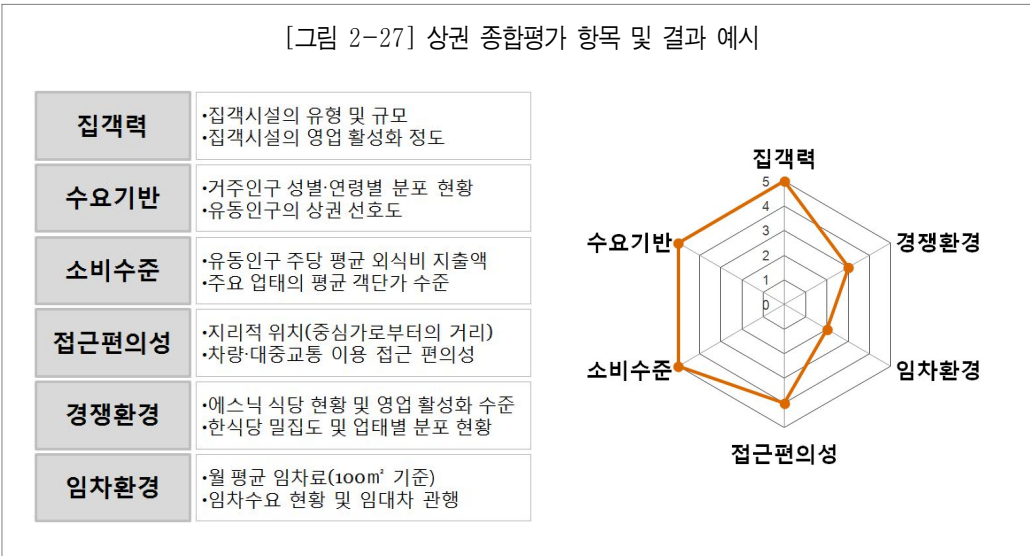 [그림 2-27] 상권 종합평가 항목 및 결과 예시
집객력
•집객시설의 유형 및 규모
•집객시설의 영업 활성화 정도
수요기반
•거주인구 성별·연령별 분포 현황
•유동인구의 상권 선호도
소비수준
•유동인구 주당 평균 외식비 지출액
•주요 업태의 평균 객단가 수준
접근편의성
•지리적 위치(중심가로부터의 거리)
•차량·대중교통 이용 접근 편의성
경쟁환경
•에스닉 식당 현황 및 영업 활성화 수준
•한식당 밀집도 및 업태별 분포 현황
임차환경
•월 평균 임차료(100㎡ 기준)
•임차수요 현황 및 임대차 관행
집객력
5
4
3
2
1
0
수요기반
경쟁환경
소비수준
임차환경
접근편의성